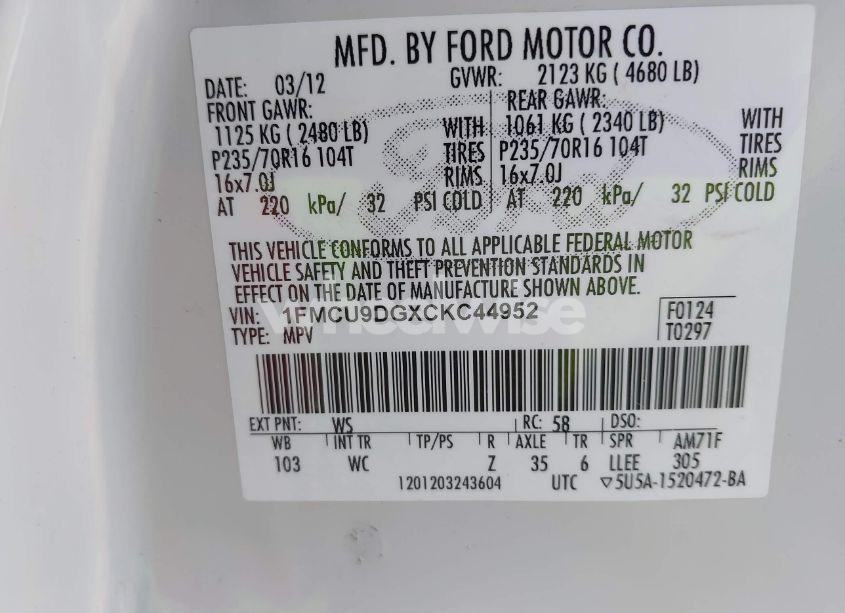 MFD. BY FORD MOTOR CO.
DATE: 03/12 GVWR: 2123 KG ( 4680 LB)
FRONT GAWR: REAR GAWR:
1125 KG ( 2480 LB) WITH 1061 KG ( 2340 LB) WITH
P235/70R16 104T TIRES P235/70R16 104T TIRES
16x7.0J RIMS 16x7.0J RIMS
AT 220 kPa/ 32 PSI COLD AT 220 kPa/ 32 PSI COLD
THIS VEHICLE CONFORMS TO ALL APPLICABLE FEDERAL MOTOR
VEHICLE SAFETY AND THEFT PREVENTION STANDARDS IN
EFFECT ON THE DATE OF MANUFACTURE SHOWN ABOVE.
VIN: 1FMCU9DGXCKC44952 F0124
TYPE: MPV T0297
EXT PNT: WS RC: 58 DSO:
WB INT TR TP/PS R AXLE TR SPR AM71F
103 WC Z 35 6 LLEE 305
1201203243604 UTC ▽5U5A-1520472-BA
Ford
wheelwise